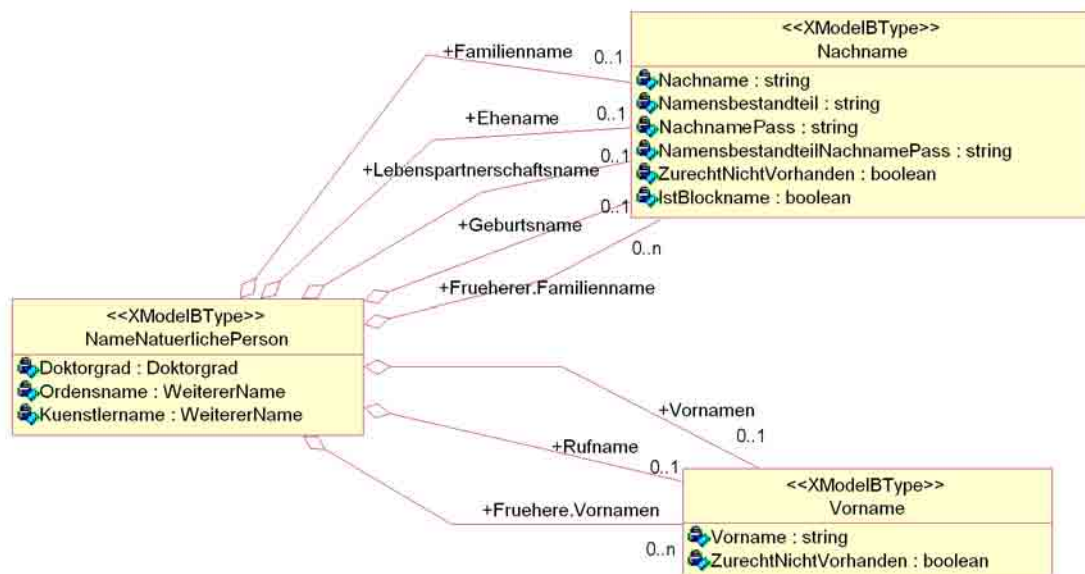 <<XModelBType>>
Nachname
Nachname : string
Namensbestandteil : string
NachnamePass : string
NamensbestandteilNachnamePass : string
ZurechtNichtVorhanden : boolean
IstBlockname : boolean
+Familienname
0..1
+Ehename
0..1
+Lebenspartnerschaftsname
0..1
+Geburtsname
0..1
+Frueherer.Familienname
0..n
<<XModelBType>>
NameNatuerlichePerson
Doktorgrad : Doktorgrad
Ordensname : WeitererName
Kuenstlername : WeitererName
+Vornamen
0..1
+Rufname
0..1
+Fruehere.Vornamen
0..n
<<XModelBType>>
Vorname
Vorname : string
ZurechtNichtVorhanden : boolean